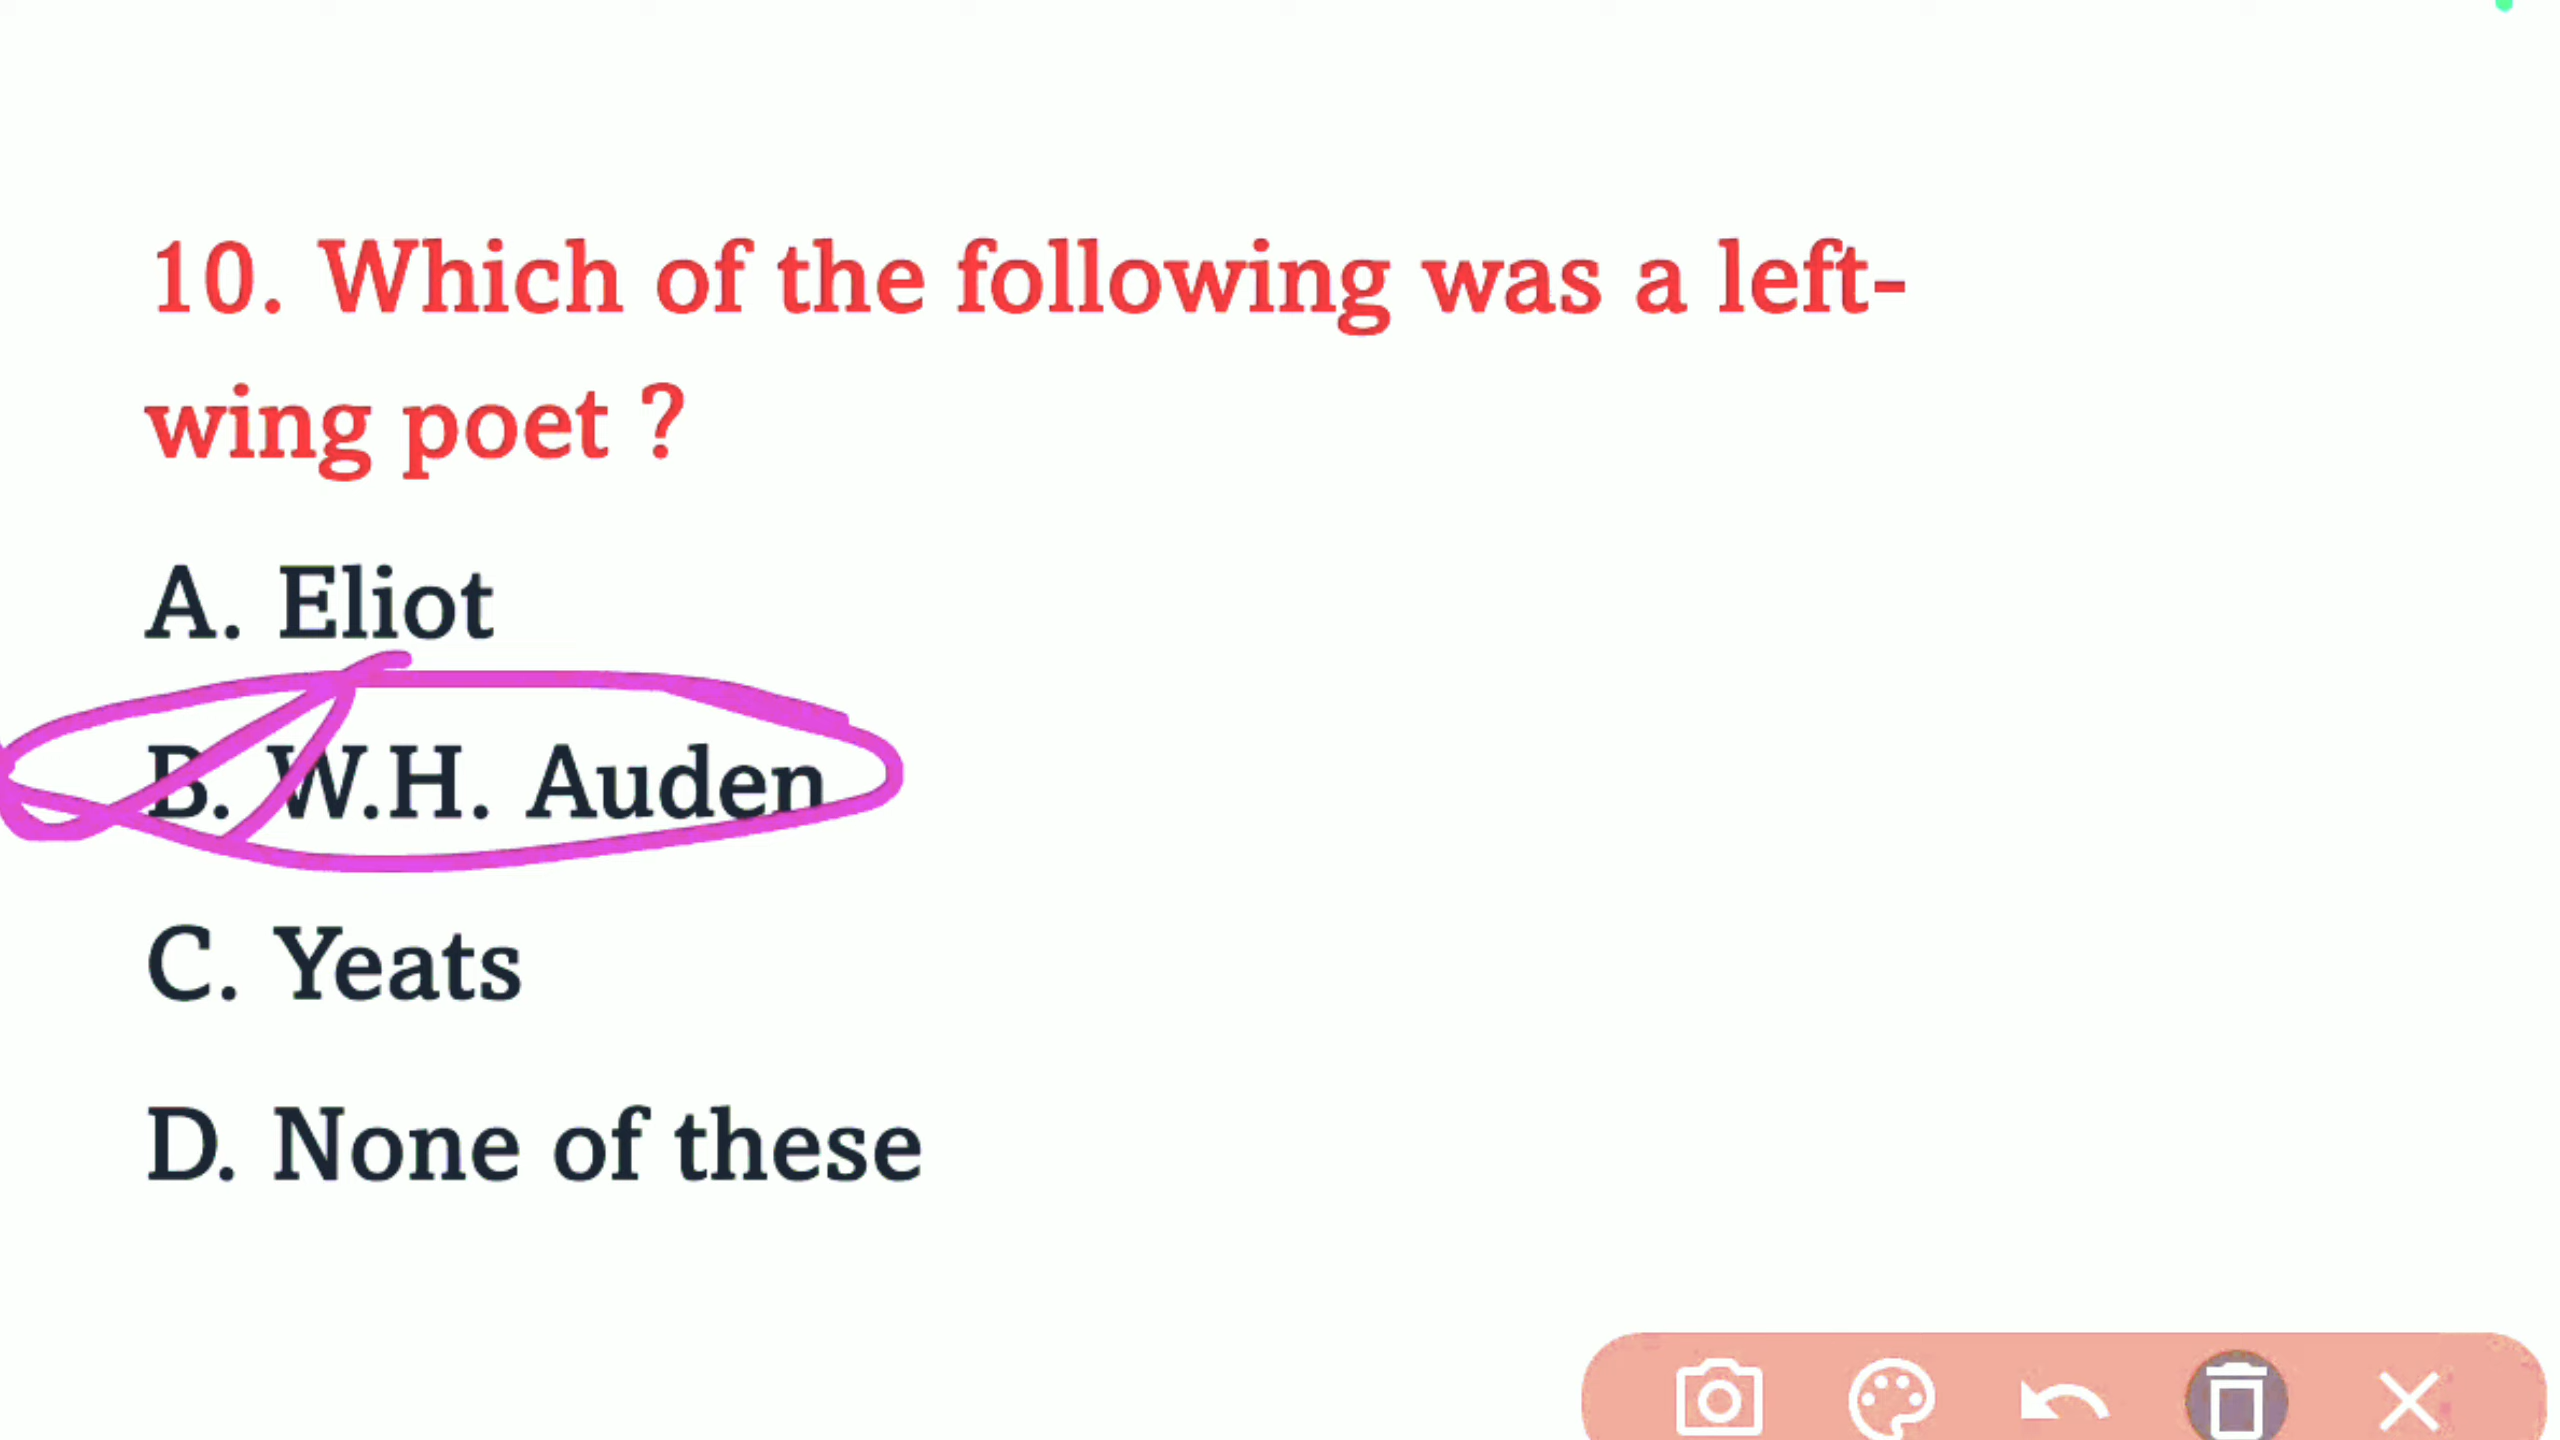 10. Which of the following was a left-
wing poet ?
A. Eliot
B. W.H. Auden
C. Yeats
D. None of these